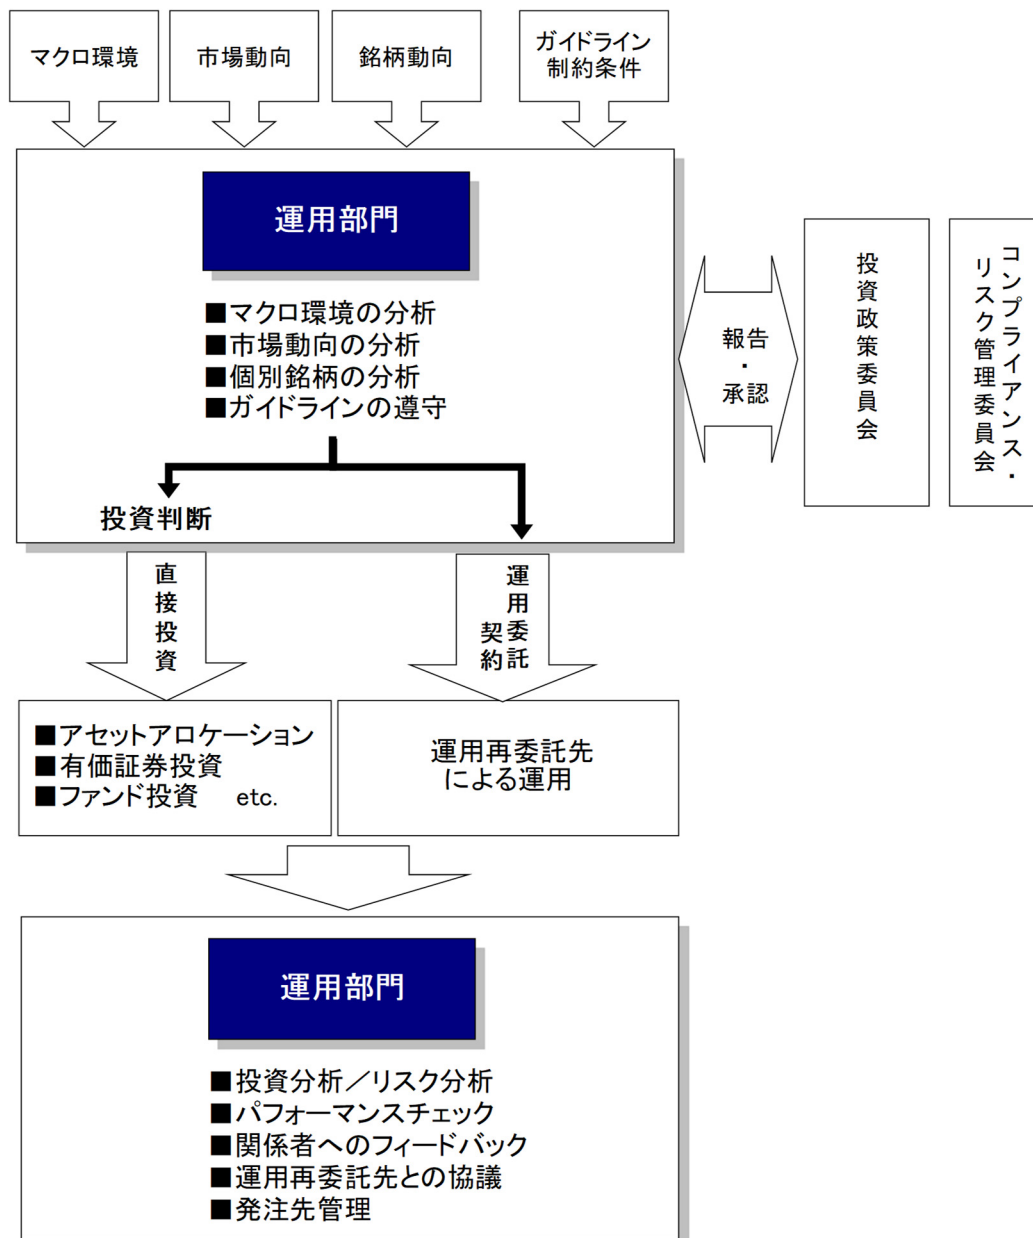 マクロ環境
市場動向
銘柄動向
ガイドライン
制約条件
運用部門
■マクロ環境の分析
■市場動向の分析
■個別銘柄の分析
■ガイドラインの遵守
投資判断
報告
・
承認
投資政策委員会
コンプライアンス・
リスク管理委員会
直接投資
運用委託
契約
■アセットアロケーション
■有価証券投資
■ファンド投資 etc.
運用再委託先
による運用
運用部門
■投資分析／リスク分析
■パフォーマンスチェック
■関係者へのフィードバック
■運用再委託先との協議
■発注先管理